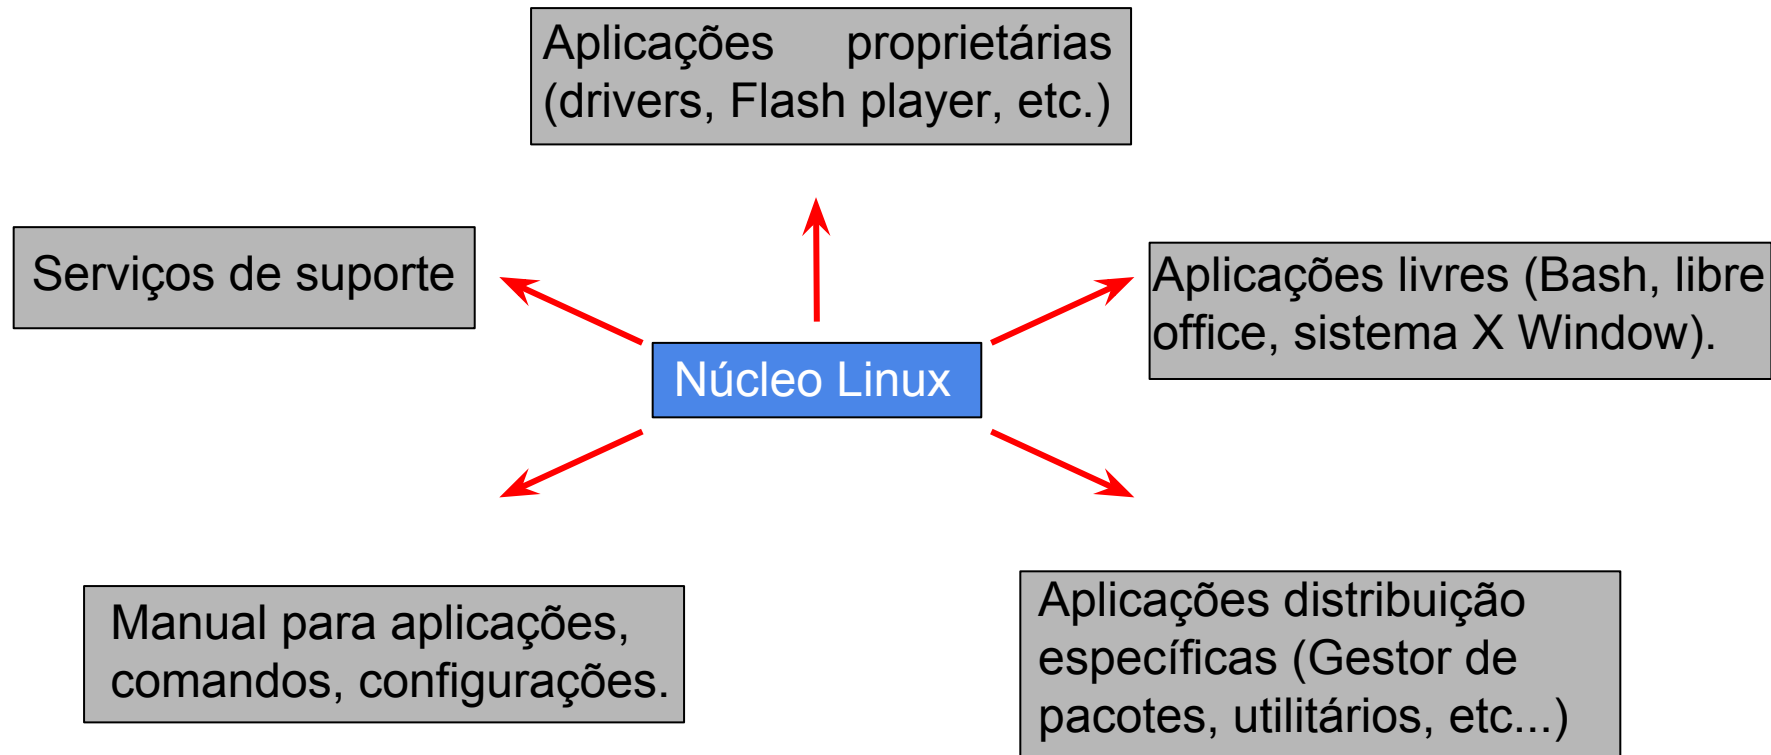 Aplicações proprietárias
(drivers, Flash player, etc.)
Serviços de suporte
Aplicações livres (Bash, libre
office, sistema X Window).
Núcleo Linux
Manual para aplicações,
comandos, configurações.
Aplicações distribuição
específicas (Gestor de
pacotes, utilitários, etc...)